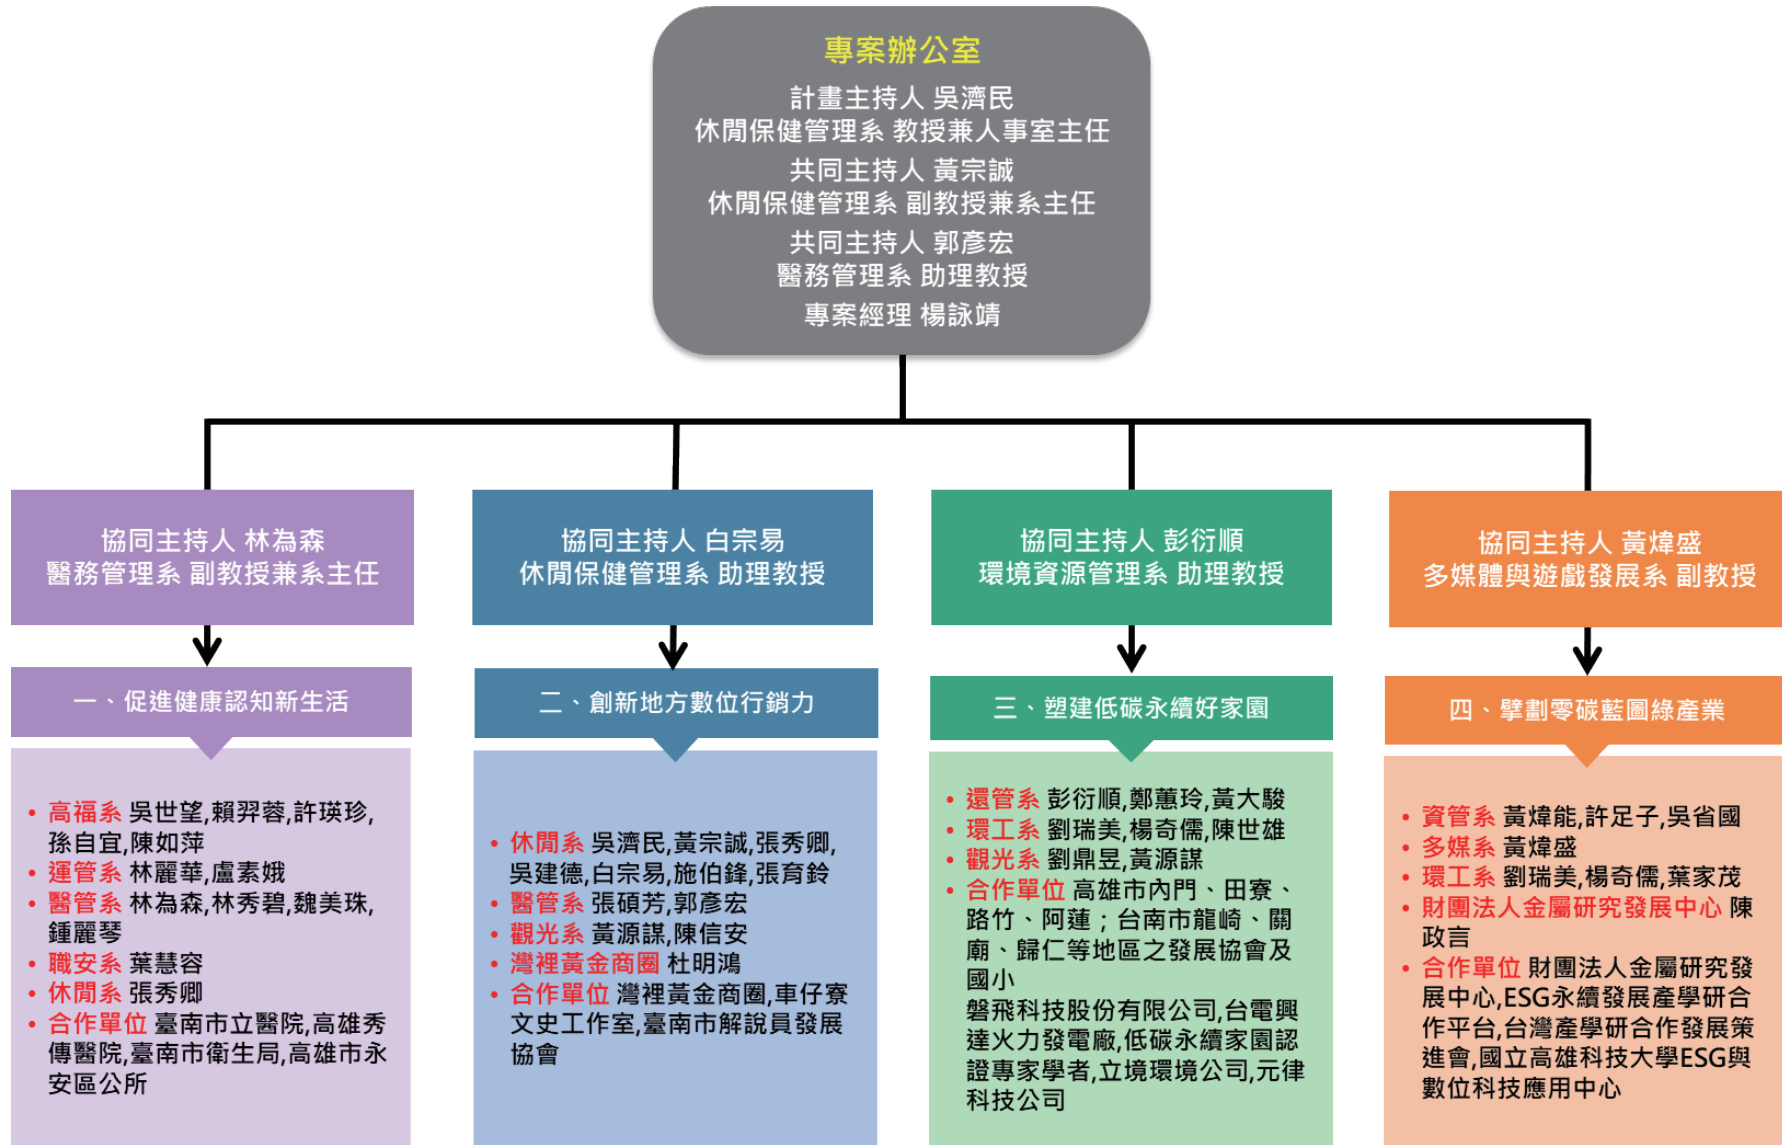 專案辦公室
計畫主持人 吳濟民
休閒保健管理系 教授兼人事室主任
共同主持人 黃宗誠
休閒保健管理系 副教授兼系主任
共同主持人 郭彥宏
醫務管理系 助理教授
專案經理 楊詠靖
協同主持人 林為森
醫務管理系 副教授兼系主任
一、促進健康認知新生活
• 高福系 吳世望,賴羿蓉,許瑛珍,
孫自宜,陳如萍
• 運管系 林麗華,盧素娥
• 醫管系 林為森,林秀碧,魏美珠,
鍾麗琴
• 職安系 葉慧容
• 休閒系 張秀卿
• 合作單位 臺南市立醫院,高雄秀
傳醫院,臺南市衛生局,高雄市永
安區公所
協同主持人 白宗易
休閒保健管理系 助理教授
二、創新地方數位行銷力
• 休閒系 吳濟民,黃宗誠,張秀卿,
吳建德,白宗易,施伯鋒,張育銓
• 醫管系 張碩芳,郭彥宏
• 觀光系 黃源謀,陳信安
• 灣裡黃金商圈 杜明鴻
• 合作單位 灣裡黃金商圈,車仔寮
文史工作室,臺南市解說員發展
協會
協同主持人 彭衍順
環境資源管理系 助理教授
三、塑建低碳永續好家園
• 還管系 彭衍順,鄭蕙玲,黃大駿
• 環工系 劉瑞美,楊奇儒,陳世雄
• 觀光系 劉鼎昱,黃源謀
• 合作單位 高雄市內門、田寮、
路竹、阿蓮；台南市龍崎、關
廟、歸仁等地區之發展協會及
國小
磐飛科技股份有限公司,台電興
達火力發電廠,低碳永續家園認
證專家學者,立境環境公司,元律
科技公司
協同主持人 黃煒盛
多媒體與遊戲發展系 副教授
四、擘劃零碳藍圖綠產業
• 資管系 黃煒能,許足子,吳省國
• 多媒系 黃煒盛
• 環工系 劉瑞美,楊奇儒,葉家茂
• 財團法人金屬研究發展中心 陳
政言
• 合作單位 財團法人金屬研究發
展中心,ESG永續發展產學研合
作平台,台灣產學研合作發展策
進會,國立高雄科技大學ESG與
數位科技應用中心